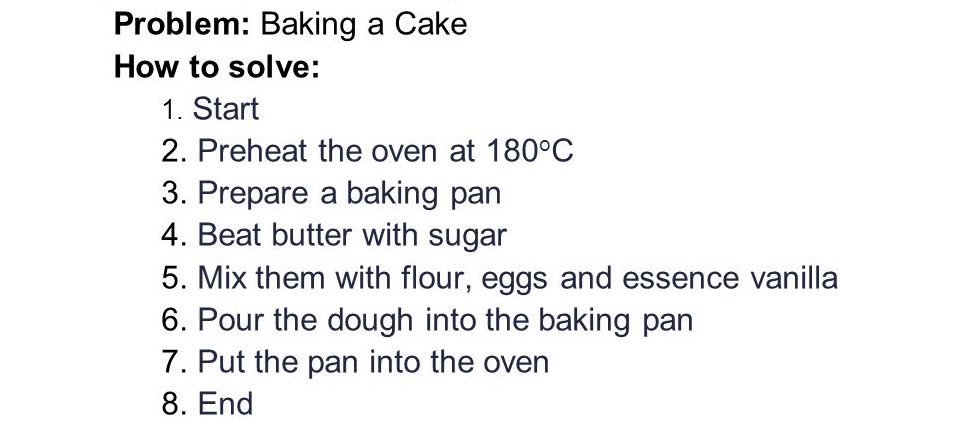 Problem: Baking a Cake
How to solve:
1. Start
2. Preheat the oven at 180°C
3. Prepare a baking pan
4. Beat butter with sugar
5. Mix them with flour, eggs and essence vanilla
6. Pour the dough into the baking pan
7. Put the pan into the oven
8. End